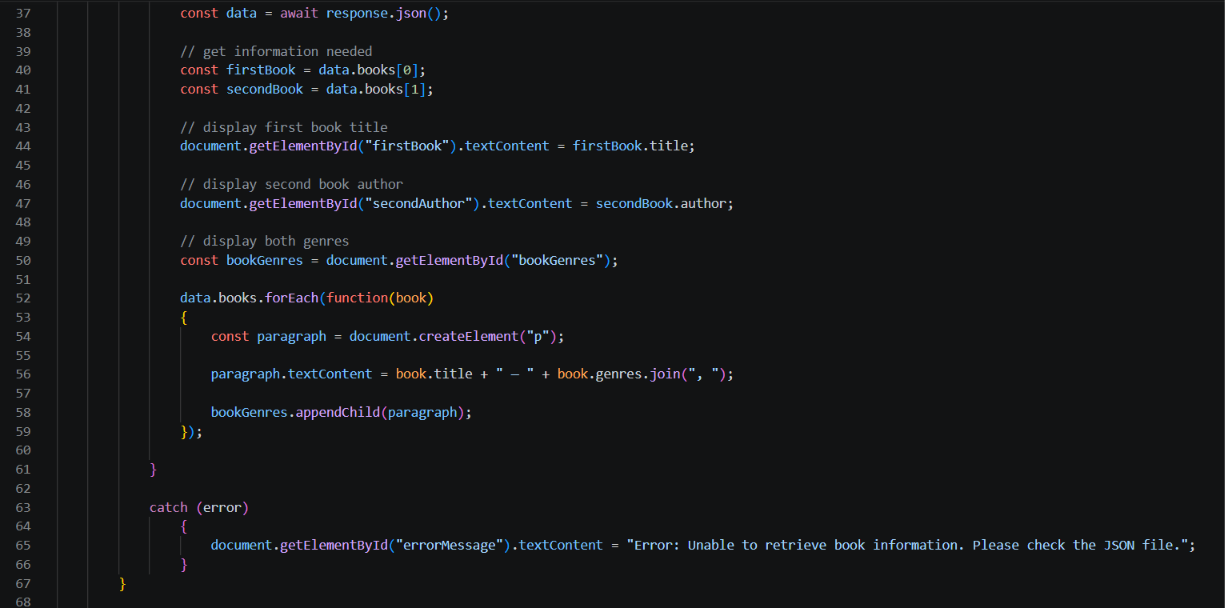 37 const data = await response.json();
38
39 // get information needed
40 const firstBook = data.books[0];
41 const secondBook = data.books[1];
42
43 // display first book title
44 document.getElementById("firstBook").textContent = firstBook.title;
45
46 // display second book author
47 document.getElementById("secondAuthor").textContent = secondBook.author;
48
49 // display both genres
50 const bookGenres = document.getElementById("bookGenres");
51
52 data.books.forEach(function(book)
53 {
54 const paragraph = document.createElement("p");
55
56 paragraph.textContent = book.title + " — " + book.genres.join(", ");
57
58 bookGenres.appendChild(paragraph);
59 });
60
61 }
62
63 catch (error)
64 {
65 document.getElementById("errorMessage").textContent = "Error: Unable to retrieve book information. Please check the JSON file.";
66 }
67 }
68